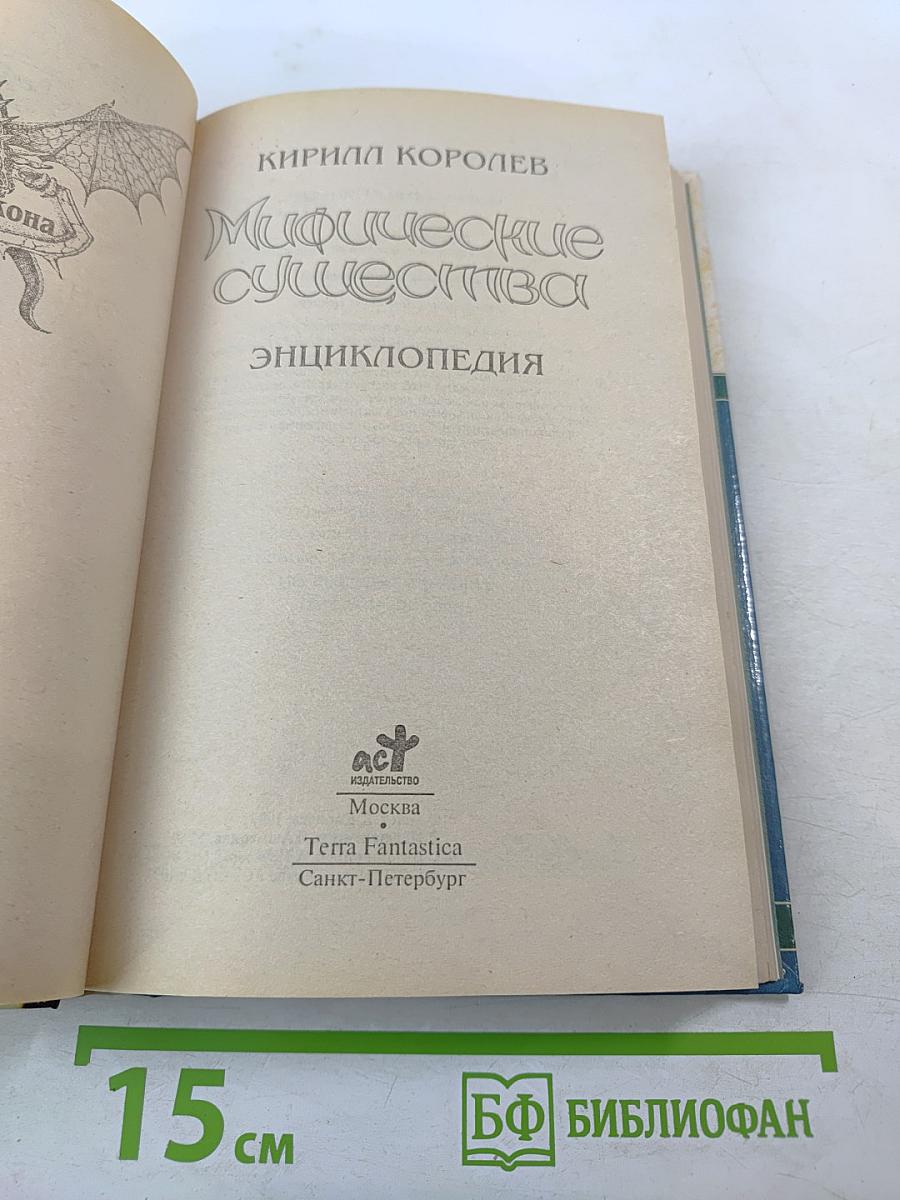 кона
КИРИЛЛ КОРОЛЕВ
Мифические
существа
ЭНЦИКЛОПЕДИЯ
аст
ИЗДАТЕЛЬСТВО
Москва
•
Terra Fantastica
Санкт-Петербург
15 см
БФ БИБЛИОФАН